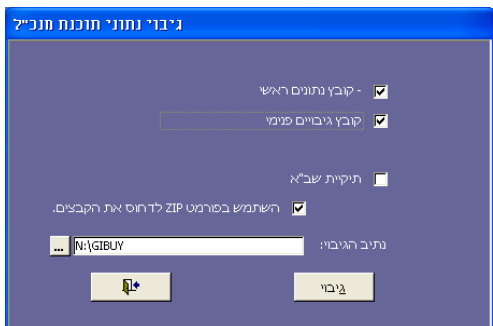 גיבוי נתוני תוכנת מנכ"ל
- קובץ נתונים ראשי
קובץ גיבויים פנימי
תיקיית שב"א
השתמש בפורמט ZIP לדחוס את הקבצים.
נתיב הגיבוי: N:\GIBUY ...
גיבוי